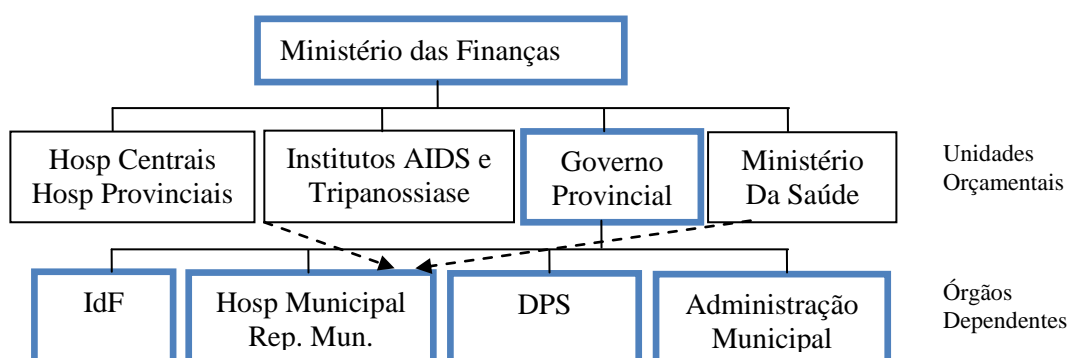 Ministério das Finanças
Hosp Centrais
Hosp Provinciais
Institutos AIDS e
Tripanossiase
Governo
Provincial
Ministério
Da Saúde
Unidades
Orçamentais
IdF
Hosp Municipal
Rep. Mun.
DPS
Administração
Municipal
Órgãos
Dependentes